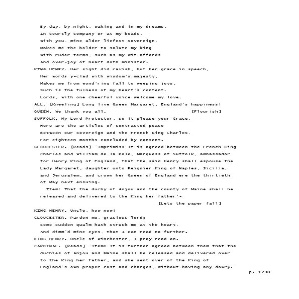 By day, by night, waking and in my dreams,
In courtly company or at my beads,
With you, mine alder-liefest sovereign,
Makes me the bolder to salute my king
With ruder terms, such as my wit affords
And over-joy of heart doth minister.
KING HENRY. Her sight did ravish, but her grace in speech,
Her words yclad with wisdom's majesty,
Makes me from wond'ring fall to weeping joys,
Such is the fulness of my heart's content.
Lords, with one cheerful voice welcome my love.
ALL. [Kneeling] Long live Queen Margaret, England's happiness!
QUEEN. We thank you all. [Flourish]
SUFFOLK. My Lord Protector, so it please your Grace,
Here are the articles of contracted peace
Between our sovereign and the French King Charles,
For eighteen months concluded by consent.
GLOUCESTER. [Reads] 'Imprimis: It is agreed between the French King
Charles and William de la Pole, Marquess of Suffolk, ambassador
for Henry King of England, that the said Henry shall espouse the
Lady Margaret, daughter unto Reignier King of Naples, Sicilia,
and Jerusalem, and crown her Queen of England ere the thirtieth
of May next ensuing.
Item: That the duchy of Anjou and the county of Maine shall be
released and delivered to the King her father'-
[Lets the paper fall]
KING HENRY. Uncle, how now!
GLOUCESTER. Pardon me, gracious lord;
Some sudden qualm hath struck me at the heart,
And dimm'd mine eyes, that I can read no further.
KING HENRY. Uncle of Winchester, I pray read on.
CARDINAL. [Reads] 'Item: It is further agreed between them that the
duchies of Anjou and Maine shall be released and delivered over
to the King her father, and she sent over of the King of
England's own proper cost and charges, without having any dowry.'